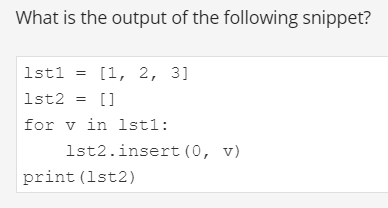 What is the output of the following snippet?
lst1 = [1, 2, 3]
lst2 = []
for v in lst1:
    lst2.insert(0, v)
print(lst2)